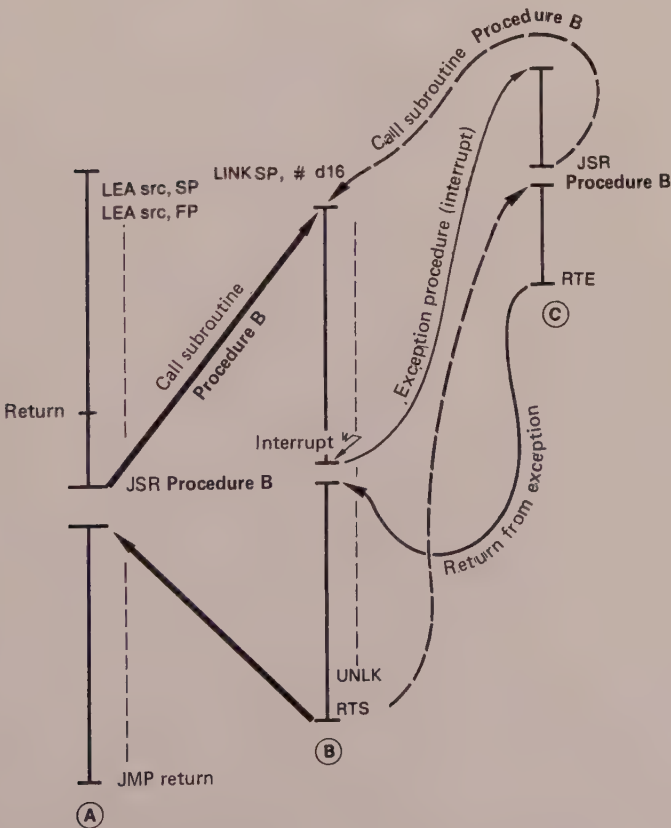 Call subroutine Procedure B
LINK SP, # d16
LEA src, SP
LEA src, FP
JSR
Procedure B
Exception procedure (interrupt)
RTE
C
Call subroutine
Procedure B
Return
Interrupt
JSR Procedure B
Return from exception
UNLK
RTS
B
JMP return
A